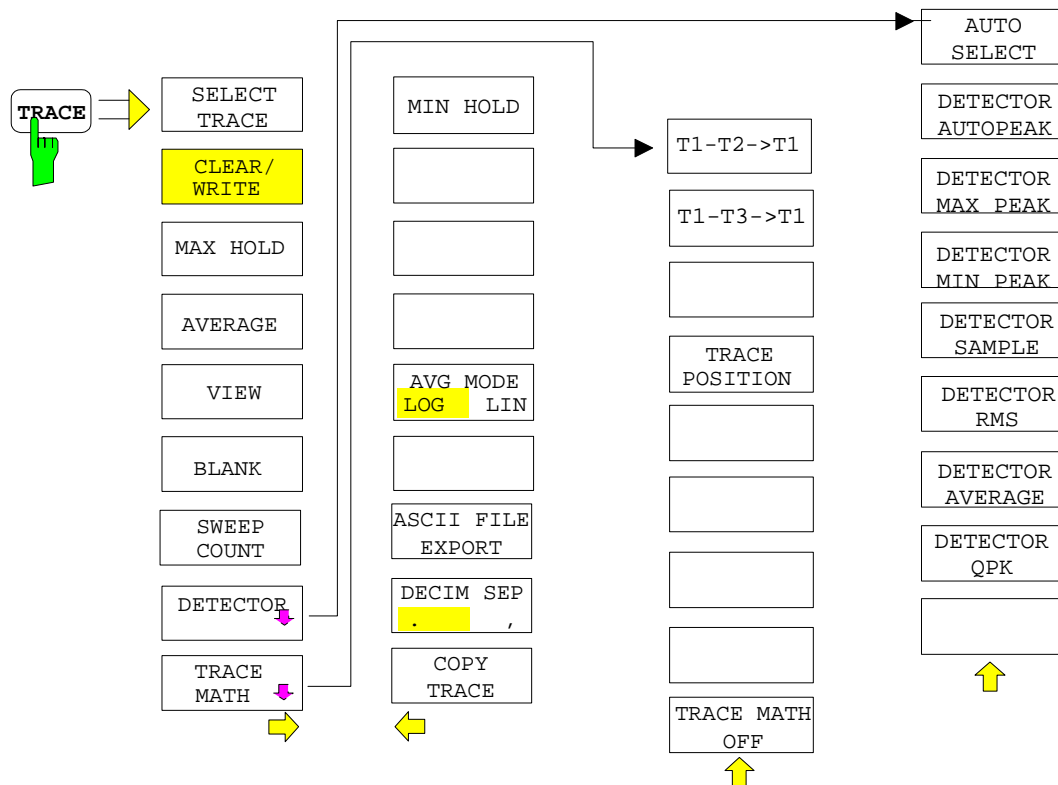 TRACE
SELECT
TRACE
CLEAR/
WRITE
MAX HOLD
AVERAGE
VIEW
BLANK
SWEEP
COUNT
DETECTOR
TRACE
MATH
MIN HOLD
AVG MODE
LOG LIN
ASCII FILE
EXPORT
DECIM SEP
. ,
COPY
TRACE
T1-T2->T1
T1-T3->T1
TRACE
POSITION
TRACE MATH
OFF
AUTO
SELECT
DETECTOR
AUTOPEAK
DETECTOR
MAX PEAK
DETECTOR
MIN PEAK
DETECTOR
SAMPLE
DETECTOR
RMS
DETECTOR
AVERAGE
DETECTOR
QPK